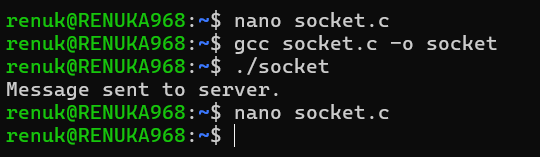 renuk@RENUKA968:~$ nano socket.c
renuk@RENUKA968:~$ gcc socket.c -o socket
renuk@RENUKA968:~$ ./socket
Message sent to server.
renuk@RENUKA968:~$ nano socket.c
renuk@RENUKA968:~$